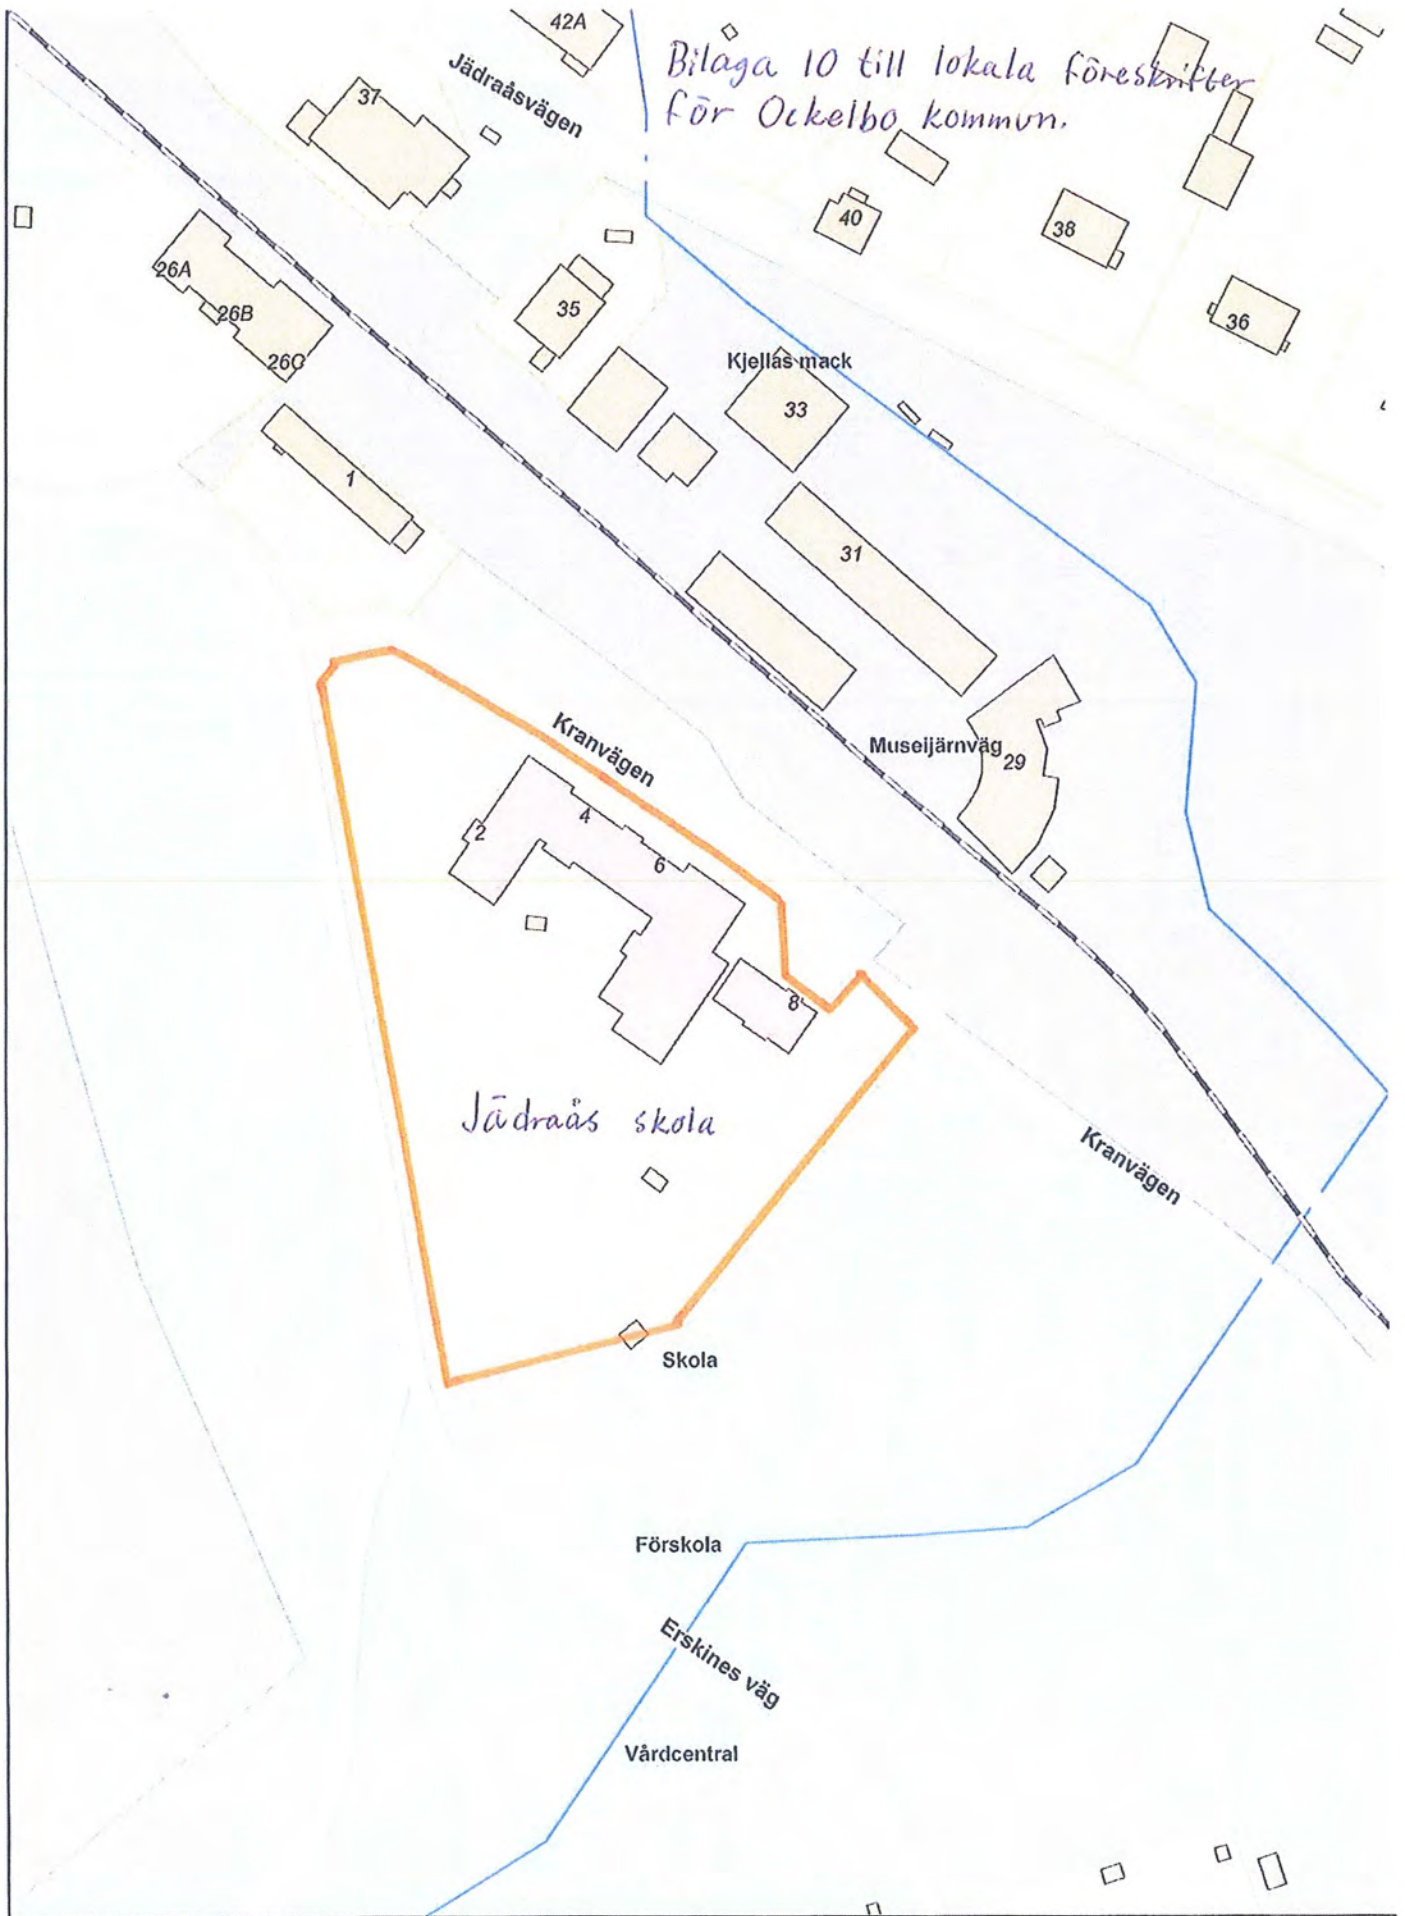 42A
Bilaga 10 till lokala föreskrifter
för Ockelbo kommun.
Jädraåsvägen
37
40
38
26A
26B
26C
35
36
Kjellås mack
33
1
31
Kranvägen
Museijärnväg
29
2
4
6
8
Jädraås skola
Kranvägen
Skola
Förskola
Erskines väg
Vårdcentral